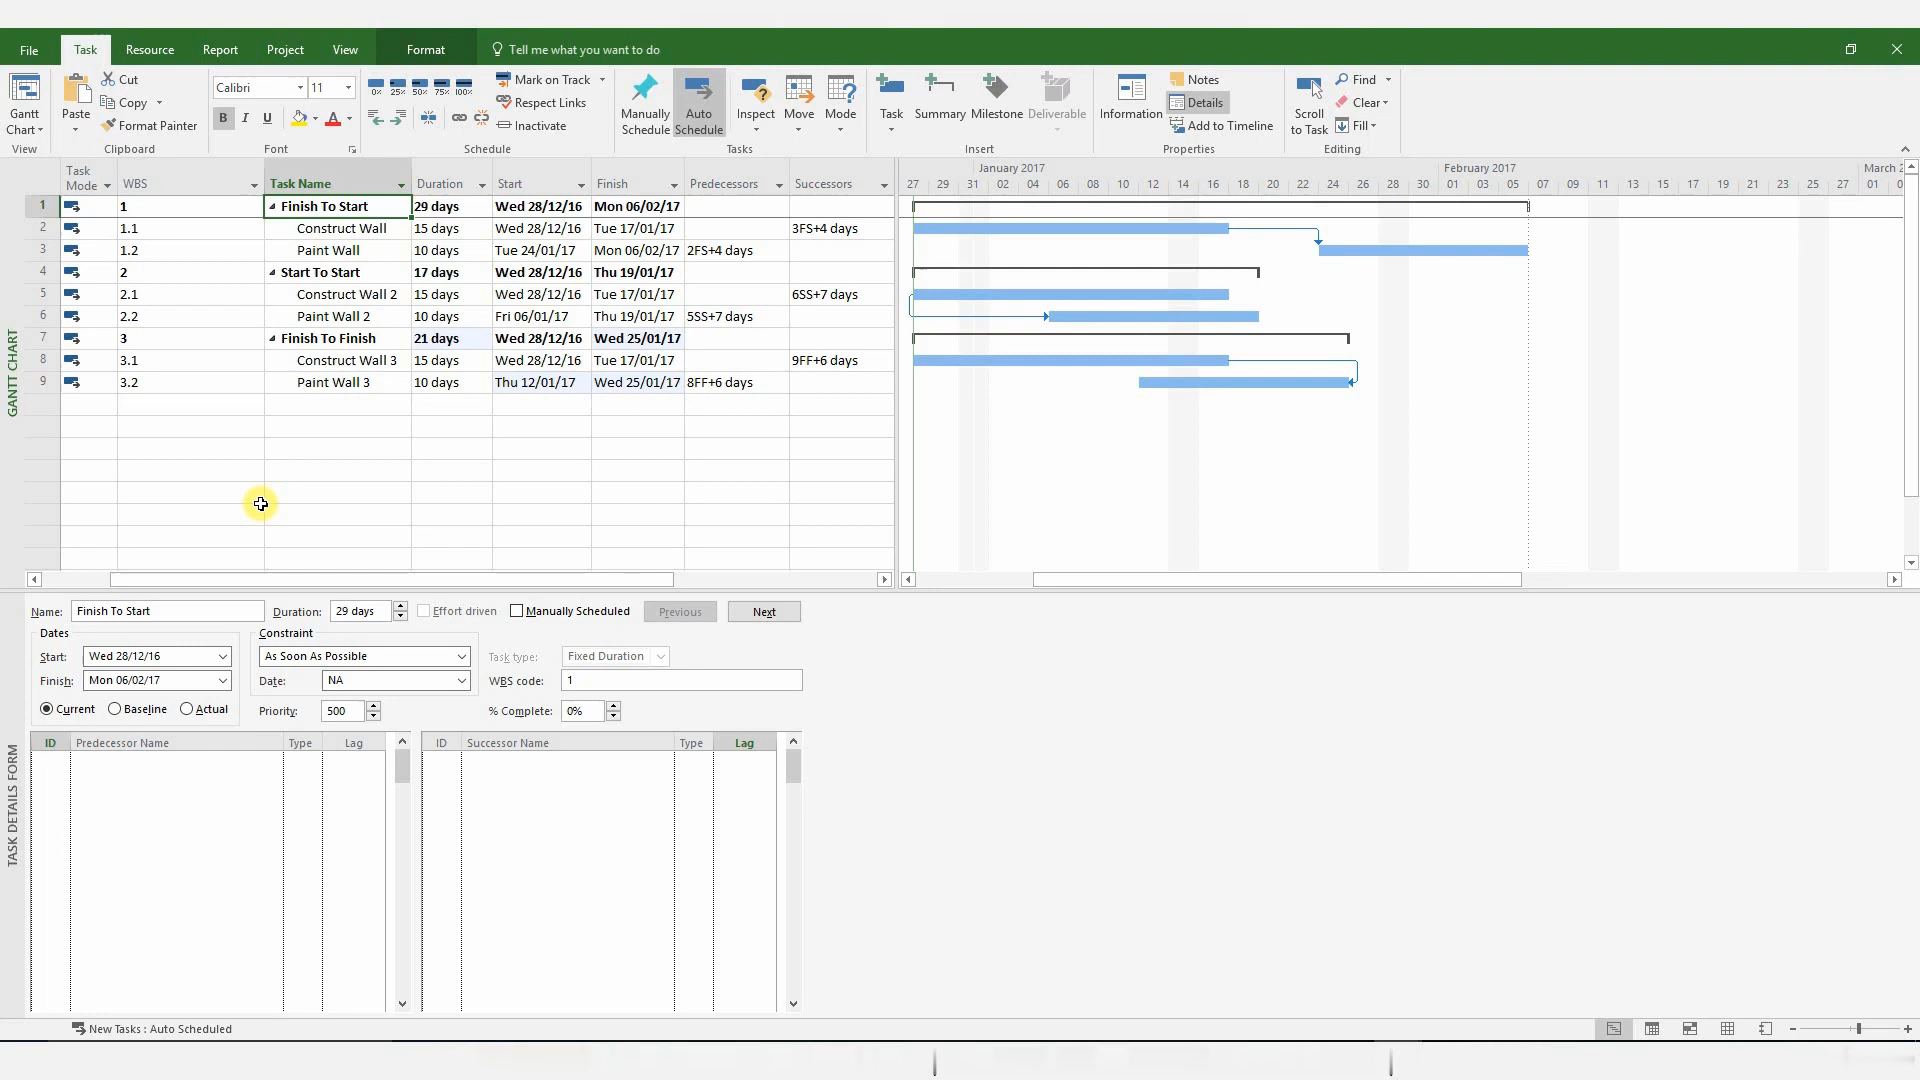 File Task Resource Report Project View Format Tell me what you want to do
Gantt Chart
View
Paste
Cut
Copy
Format Painter
Clipboard
Calibri 11
B I U A
Font
0% 25% 50% 75% 100%
Mark on Track
Respect Links
Inactivate
Schedule
Manually Schedule
Auto Schedule
Inspect Move Mode
Tasks
Task Summary Milestone Deliverable
Insert
Information
Notes
Details
Add to Timeline
Properties
Scroll to Task
Find
Clear
Fill
Editing
Task Mode WBS Task Name Duration Start Finish Predecessors Successors
January 2017 February 2017 March 2
27 29 31 02 04 06 08 10 12 14 16 18 20 22 24 26 28 30 01 03 05 07 09 11 13 15 17 19 21 23 25 27 01 0
1 1 Finish To Start 29 days Wed 28/12/16 Mon 06/02/17
2 1.1 Construct Wall 15 days Wed 28/12/16 Tue 17/01/17 3FS+4 days
3 1.2 Paint Wall 10 days Tue 24/01/17 Mon 06/02/17 2FS+4 days
4 2 Start To Start 17 days Wed 28/12/16 Thu 19/01/17
5 2.1 Construct Wall 2 15 days Wed 28/12/16 Tue 17/01/17 6SS+7 days
6 2.2 Paint Wall 2 10 days Fri 06/01/17 Thu 19/01/17 5SS+7 days
7 3 Finish To Finish 21 days Wed 28/12/16 Wed 25/01/17
8 3.1 Construct Wall 3 15 days Wed 28/12/16 Tue 17/01/17 9FF+6 days
9 3.2 Paint Wall 3 10 days Thu 12/01/17 Wed 25/01/17 8FF+6 days
GANTT CHART
Name: Finish To Start Duration: 29 days Effort driven Manually Scheduled Previous Next
Dates Constraint
Start: Wed 28/12/16 As Soon As Possible Task type: Fixed Duration
Finish: Mon 06/02/17 Date: NA WBS code: 1
Current Baseline Actual Priority: 500 % Complete: 0%
ID Predecessor Name Type Lag ID Successor Name Type Lag
TASK DETAILS FORM
New Tasks : Auto Scheduled